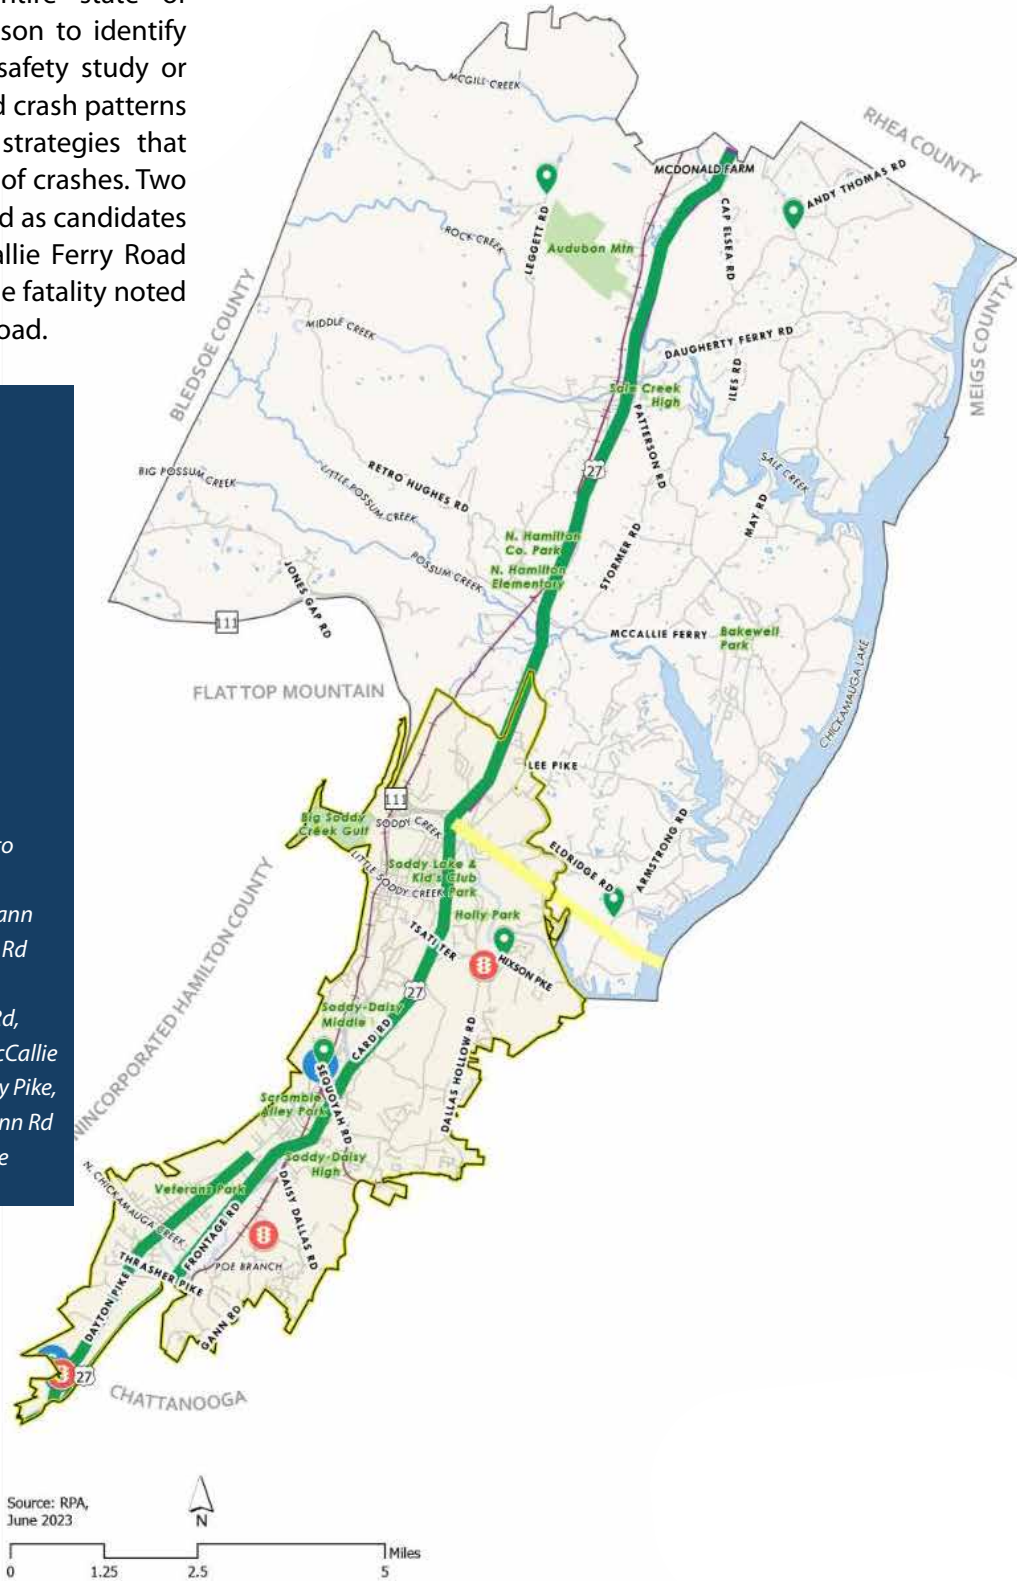 son to identify
safety study or
d crash patterns
strategies that
of crashes. Two
d as candidates
allie Ferry Road
e fatality noted
oad.
ann
Rd
Rd,
cCallie
y Pike,
nn Rd
e
MCGILL CREEK
RHEA COUNTY
MCDONALD FARM
ANDY THOMAS RD
LEGGETT RD
CAP ELSEA RD
ROCK CREEK
Audubon Mtn
BLEDSOE COUNTY
MEIGS COUNTY
MIDDLE CREEK
DAUGHERTY FERRY RD
ILES RD
Sale Creek
High
PATTERSON RD
SALE CREEK
27
RETRO HUGHES RD
BIG POSSUM CREEK
LITTLE POSSUM CREEK
MAY RD
N. Hamilton
Co. Park
STORMER RD
POSSUM CREEK
N. Hamilton
Elementary
JONES GAP RD
111
MCCALLIE FERRY
Bakewell
Park
CHICKAMAUGA LAKE
FLAT TOP MOUNTAIN
LEE PIKE
111
Big Soddy
Creek Gulf
SODDY CREEK
ELDRIDGE RD
ARMSTRONG RD
Soddy Lake &
Kid's Club
Park
LITTLE SODDY CREEK
Holly Park
TSATI TER
HIXSON PKE
27
Soddy-Daisy
Middle
CARD RD
DALLAS HOLLOW RD
SEQUOYAH RD
NINCORPORATED HAMILTON COUNTY
Scramble
Alley Park
Soddy-Daisy
High
N. CHICKAMAUGA CREEK
Veterans Park
DAISY DALLAS RD
FRONTAGE RD
THRASHER PIKE
POE BRANCH
DAYTON PIKE
GANN RD
27
CHATTANOOGA
Source: RPA,
June 2023
N
Miles
0 1.25 2.5 5